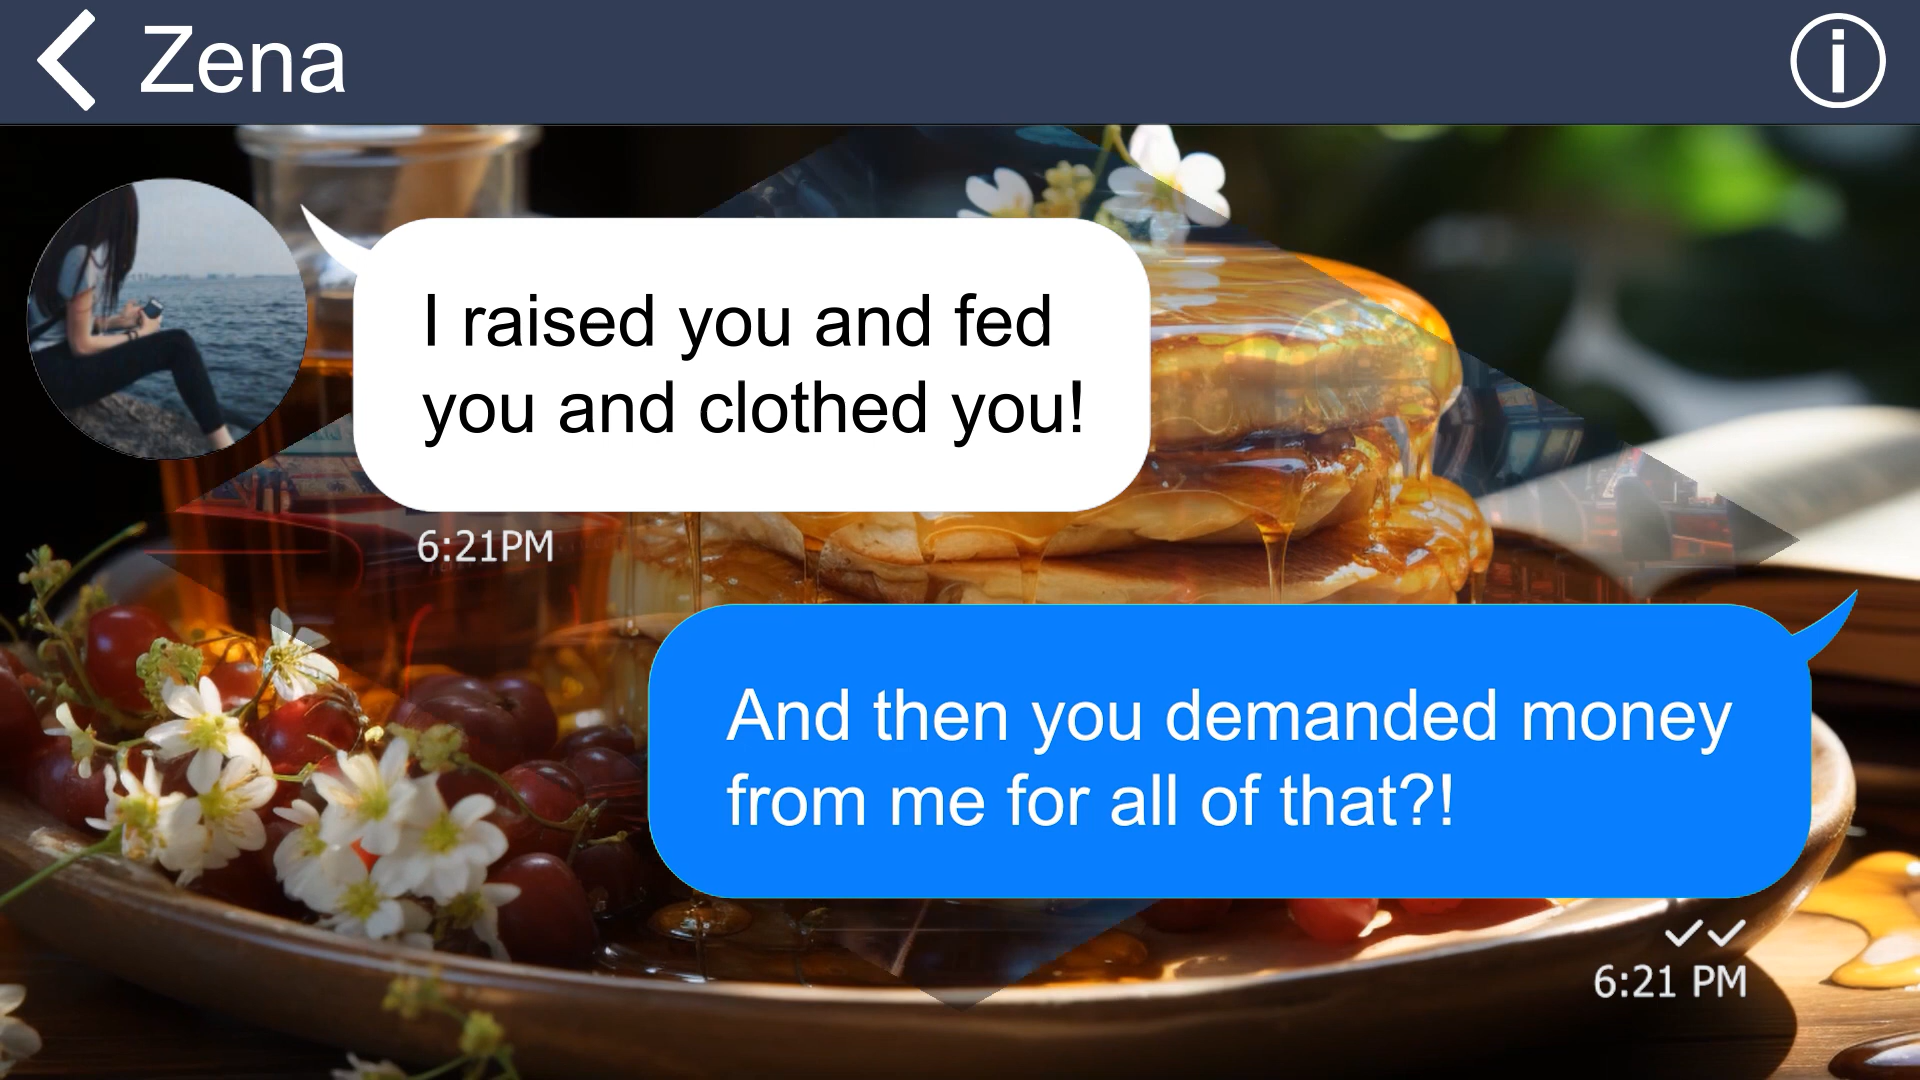 Zena
I raised you and fed
you and clothed you!
6:21PM
And then you demanded money
from me for all of that?!
6:21 PM